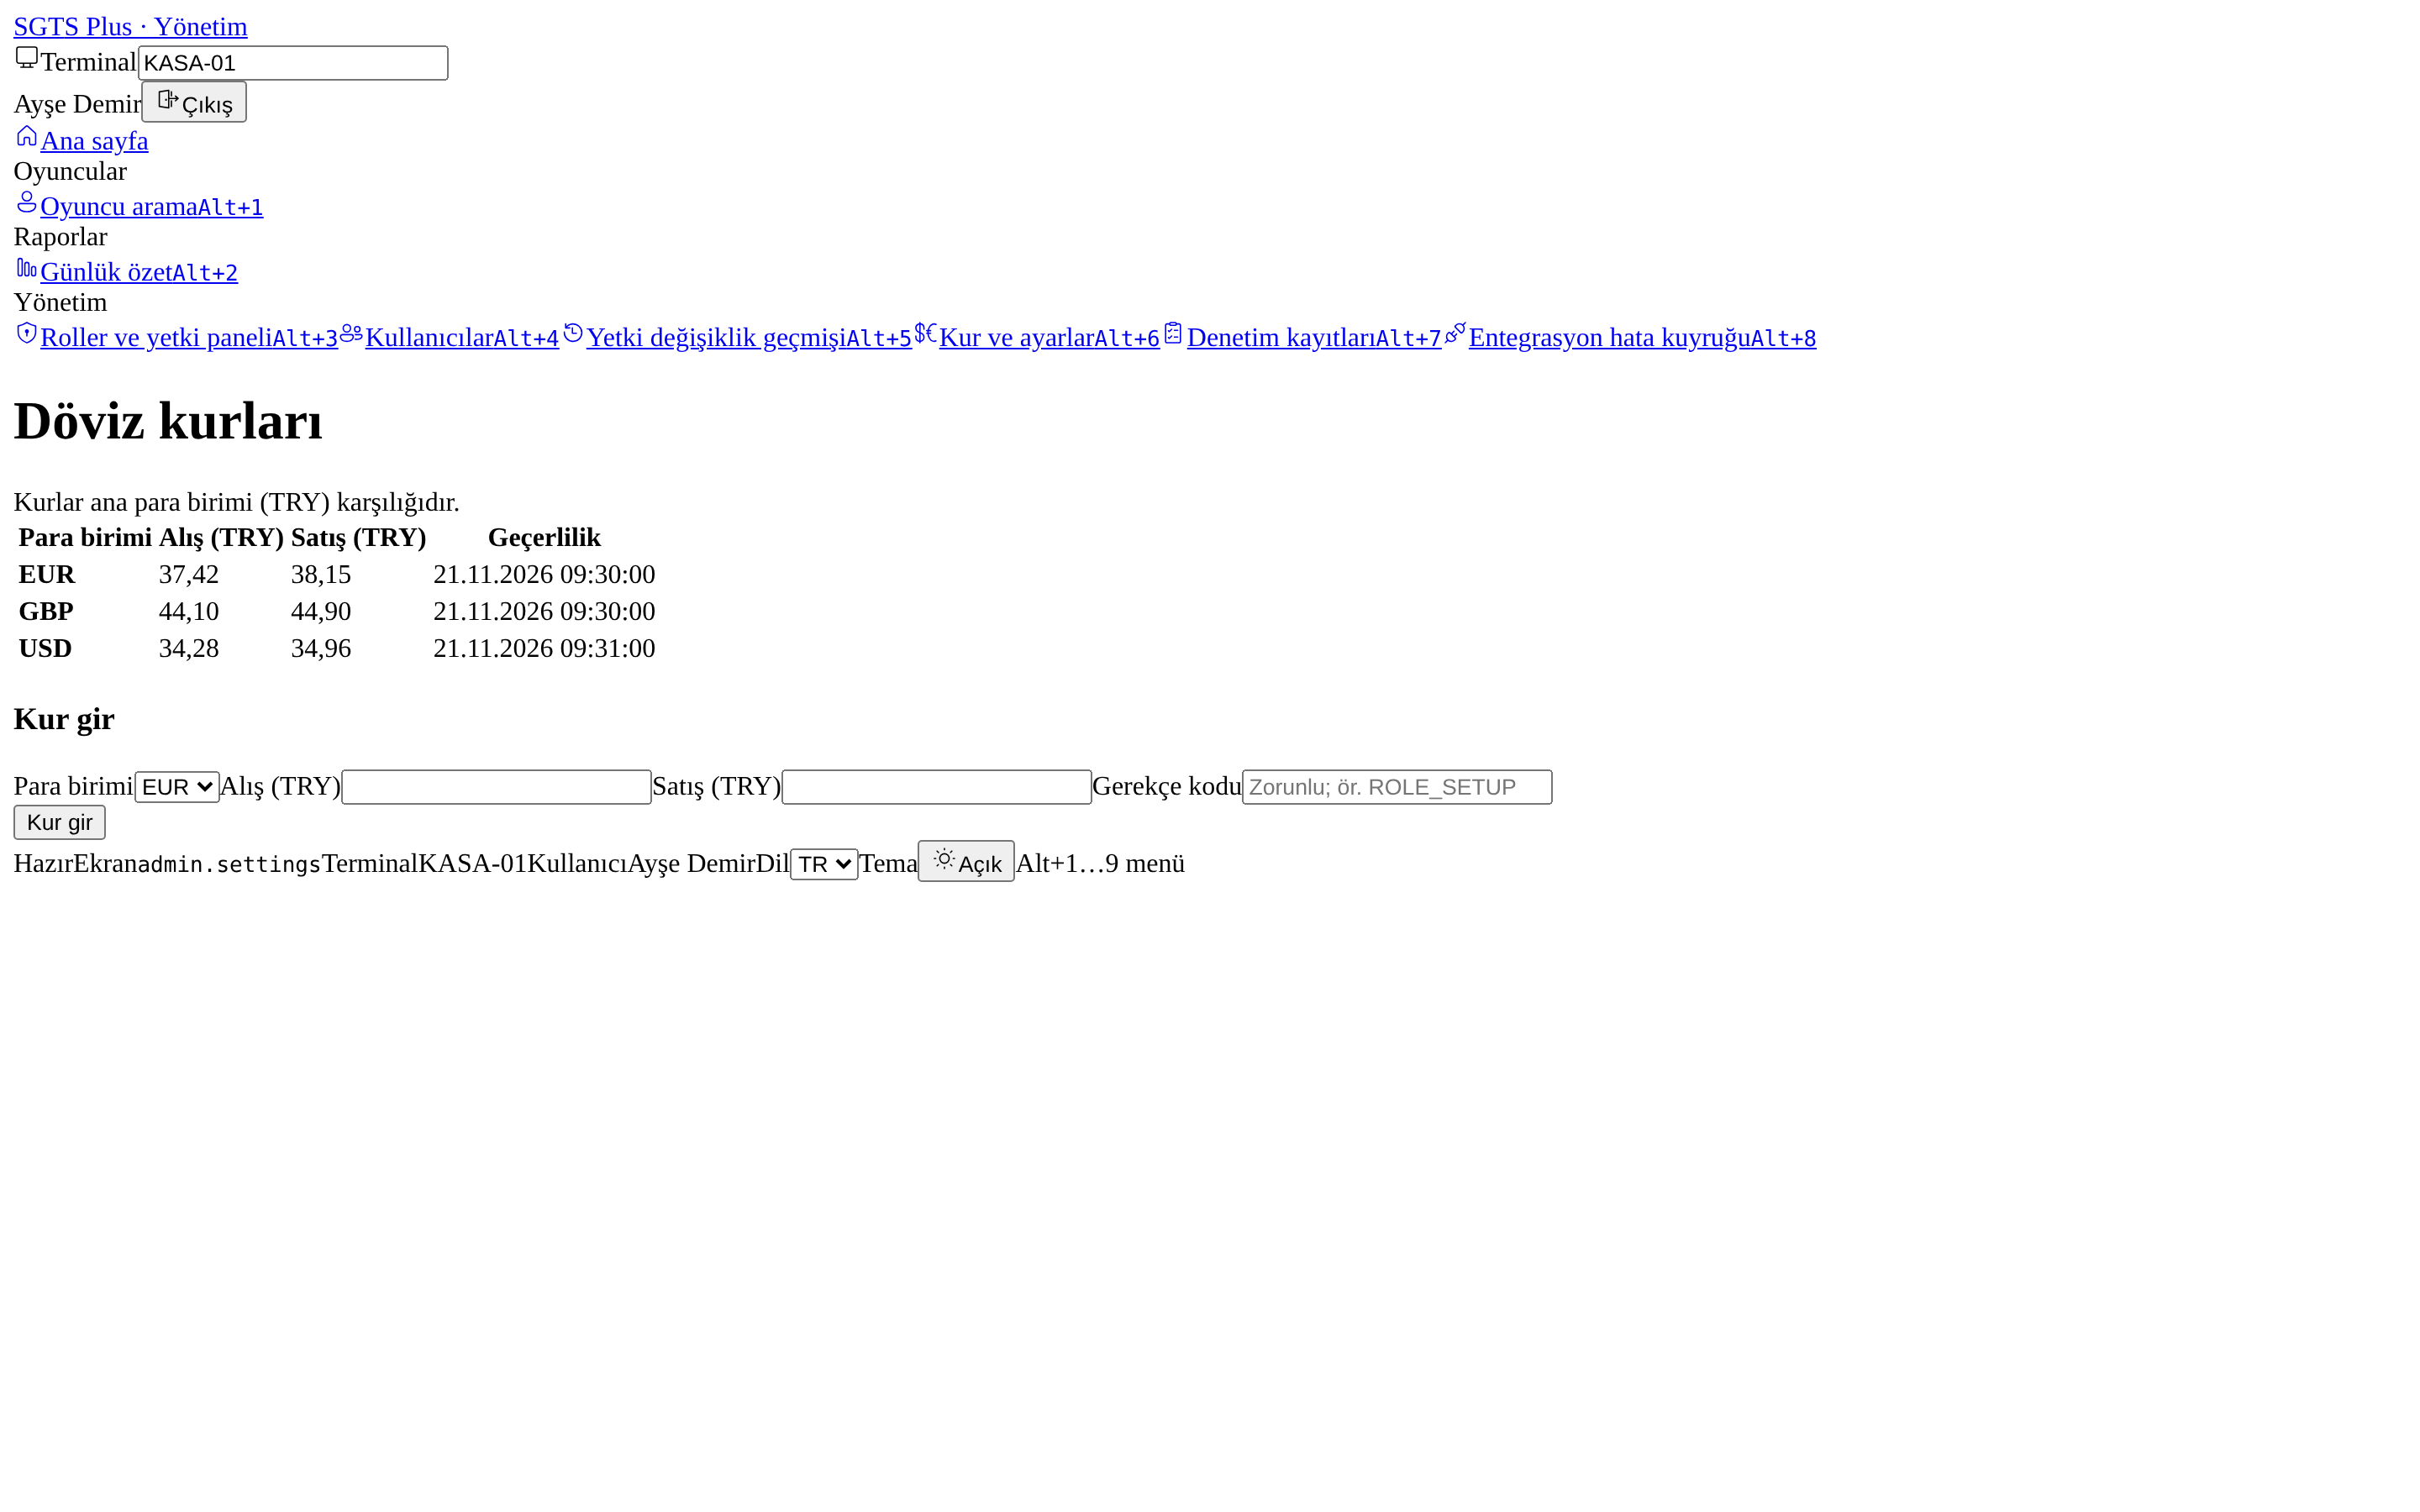 SGTS Plus · Yönetim
Terminal KASA-01
Ayşe Demir Çıkış
Ana sayfa
Oyuncular
Oyuncu arama Alt+1
Raporlar
Günlük özet Alt+2
Yönetim
Roller ve yetki paneli Alt+3 Kullanıcılar Alt+4 Yetki değişiklik geçmişi Alt+5 Kur ve ayarlar Alt+6 Denetim kayıtları Alt+7 Entegrasyon hata kuyruğu Alt+8
Döviz kurları
Kurlar ana para birimi (TRY) karşılığıdır.
Para birimi Alış (TRY) Satış (TRY) Geçerlilik
EUR 37,42 38,15 21.11.2026 09:30:00
GBP 44,10 44,90 21.11.2026 09:30:00
USD 34,28 34,96 21.11.2026 09:31:00
Kur gir
Para birimi EUR Alış (TRY) Satış (TRY) Gerekçe kodu Zorunlu; ör. ROLE_SETUP
Kur gir
Hazır Ekran admin.settings Terminal KASA-01 Kullanıcı Ayşe Demir Dil TR Tema Açık Alt+1…9 menü